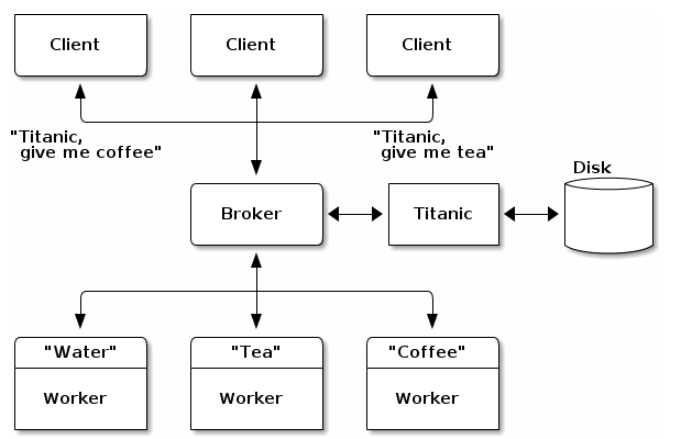 Client
Client
Client
"Titanic,
give me coffee"
"Titanic,
give me tea"
Disk
Broker
Titanic
"Water"
"Tea"
"Coffee"
Worker
Worker
Worker